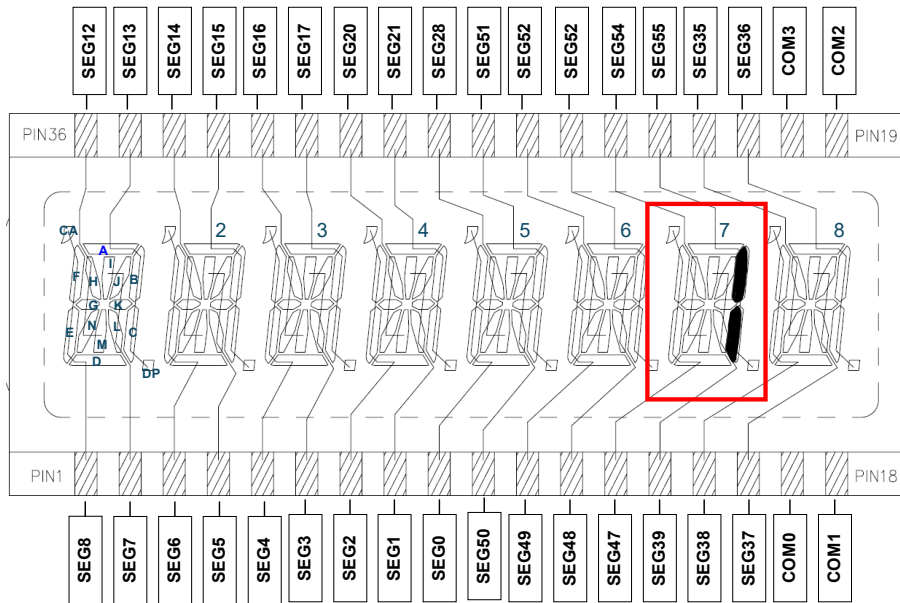 SEG12 SEG13 SEG14 SEG15 SEG16 SEG17 SEG20 SEG21 SEG28 SEG51 SEG52 SEG52 SEG54 SEG55 SEG35 SEG36 COM3 COM2
PIN36 PIN19
CA 2 3 4 5 6 7 8
A
I
F H J B
G K
N L
E C
M
D
DP
PIN1 PIN18
SEG8 SEG7 SEG6 SEG5 SEG4 SEG3 SEG2 SEG1 SEG0 SEG50 SEG49 SEG48 SEG47 SEG39 SEG38 SEG37 COM0 COM1